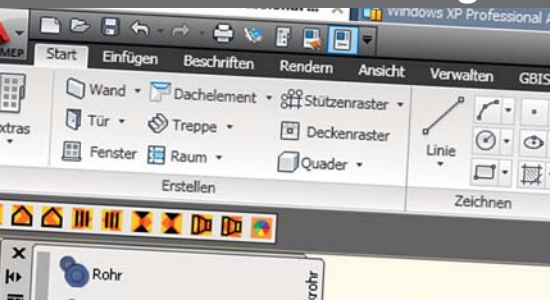 Windows XP Professional
MEP
Start Einfügen Beschriften Rendern Ansicht Verwalten GBIS
Wand Dachelement Stützenraster
Tür Treppe Deckenraster
Fenster Raum Quader
xtras Linie
Erstellen Zeichnen
Rohr
krohr